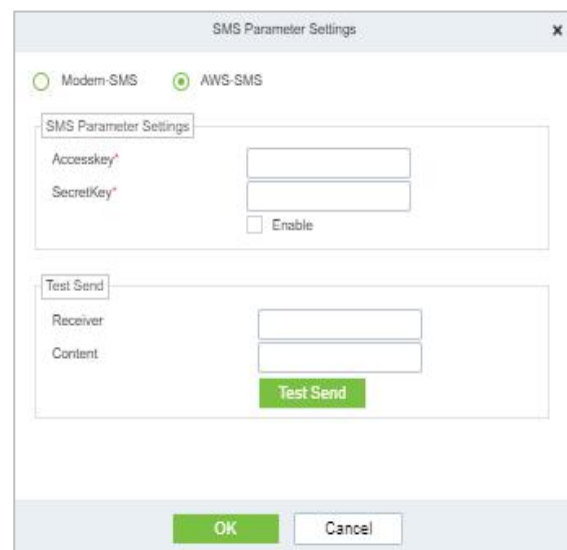 SMS Parameter Settings x
Modem-SMS AWS-SMS
SMS Parameter Settings
Accesskey*
SecretKey*
Enable
Test Send
Receiver
Content
Test Send
OK Cancel